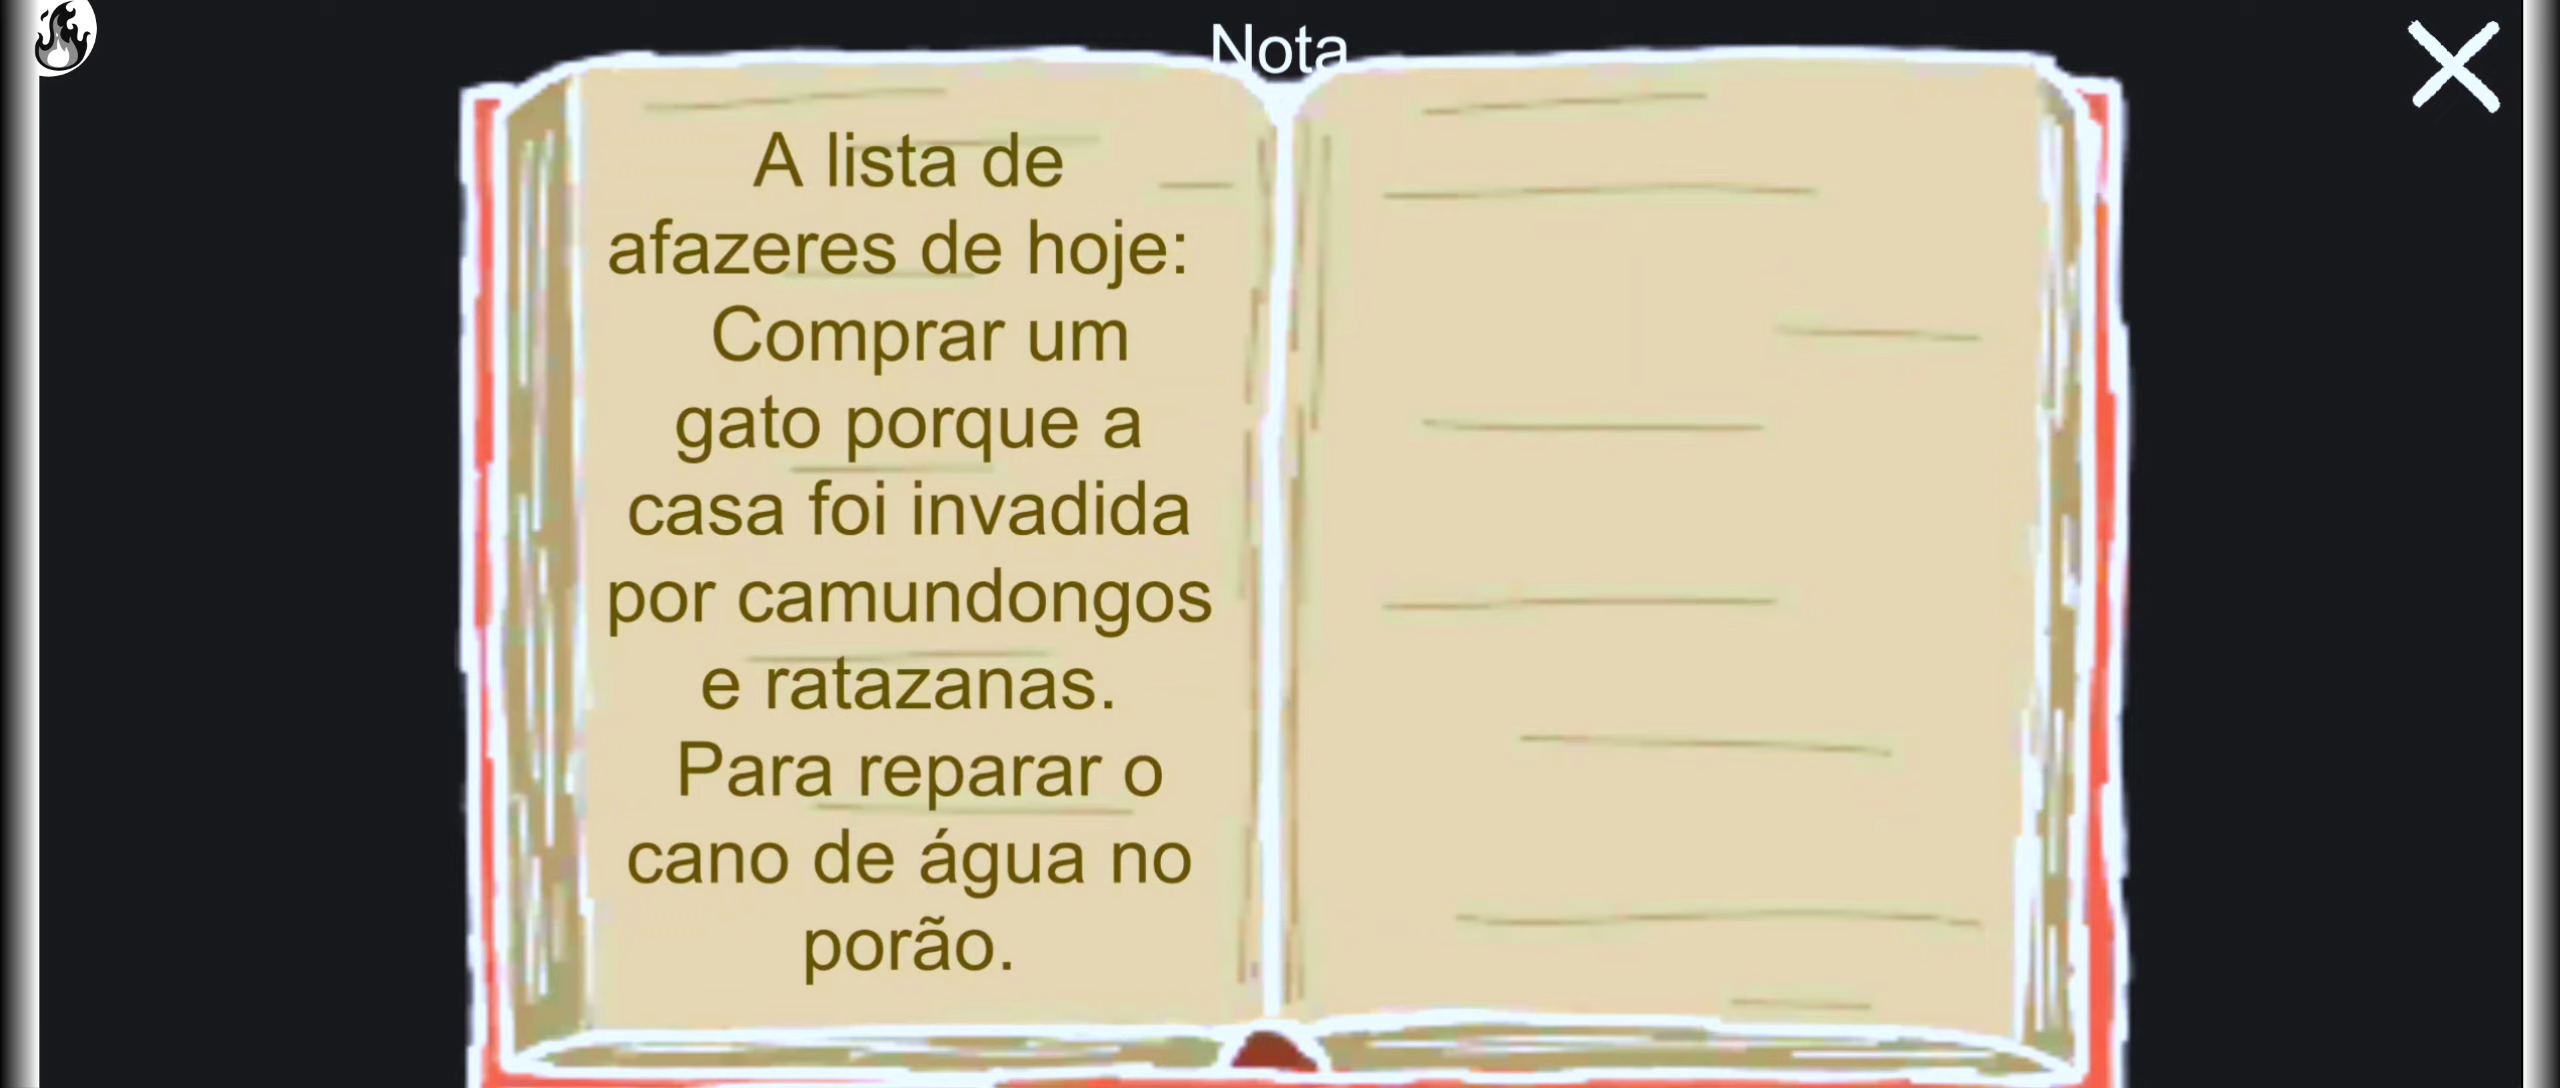 Nota
A lista de
afazeres de hoje:
Comprar um
gato porque a
casa foi invadida
por camundongos
e ratazanas.
Para reparar o
cano de água no
porão.